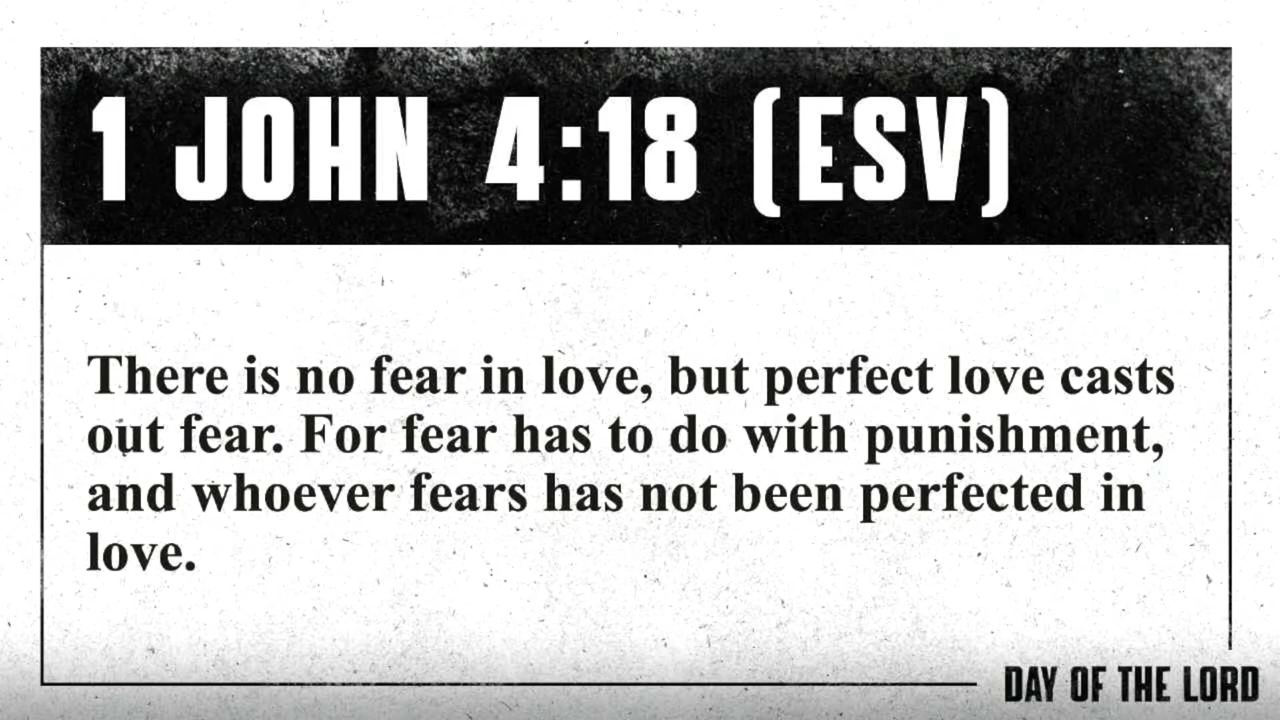 1 JOHN 4:18 (ESV)
There is no fear in love, but perfect love casts
out fear. For fear has to do with punishment,
and whoever fears has not been perfected in
love.
DAY OF THE LORD